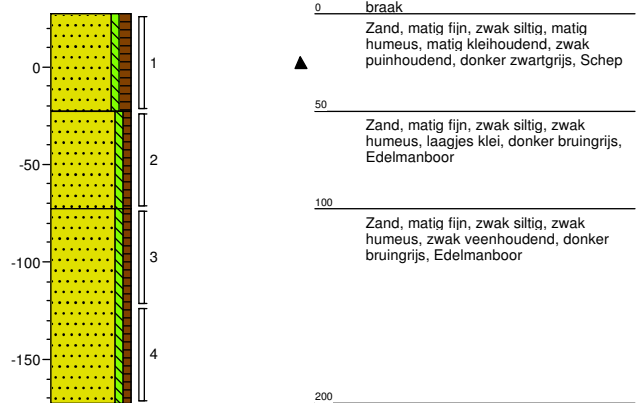 0 braak
Zand, matig fijn, zwak siltig, matig
humeus, matig kleihoudend, zwak
puinhoudend, donker zwartgrijs, Schep
50
Zand, matig fijn, zwak siltig, zwak
humeus, laagjes klei, donker bruingrijs,
Edelmanboor
100
Zand, matig fijn, zwak siltig, zwak
humeus, zwak veenhoudend, donker
bruingrijs, Edelmanboor
200
0
-50
-100
-150
1
2
3
4